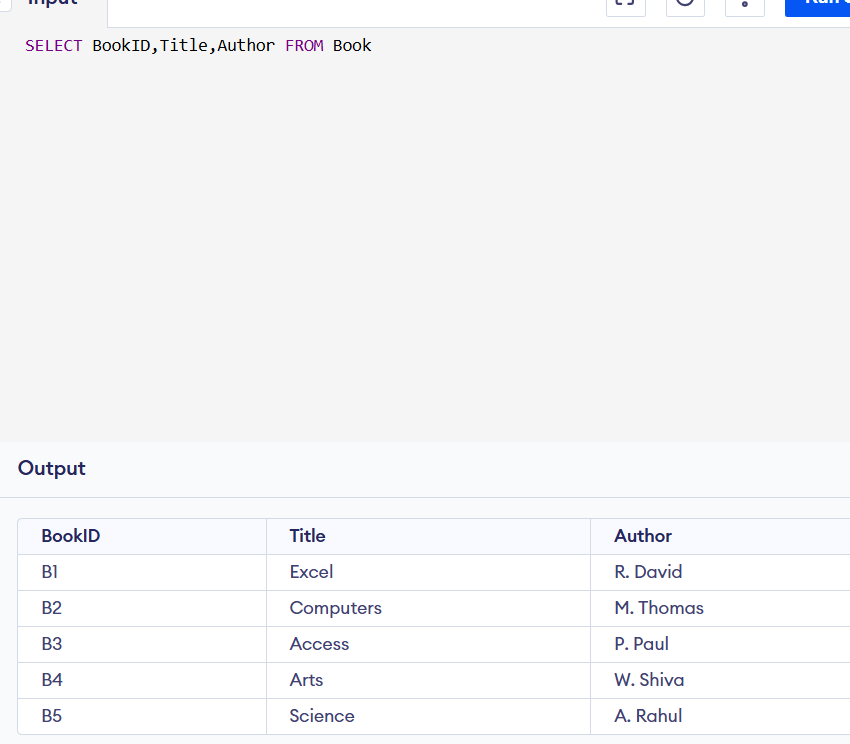 Input
SELECT BookID,Title,Author FROM Book
Output
BookID Title Author
B1 Excel R. David
B2 Computers M. Thomas
B3 Access P. Paul
B4 Arts W. Shiva
B5 Science A. Rahul